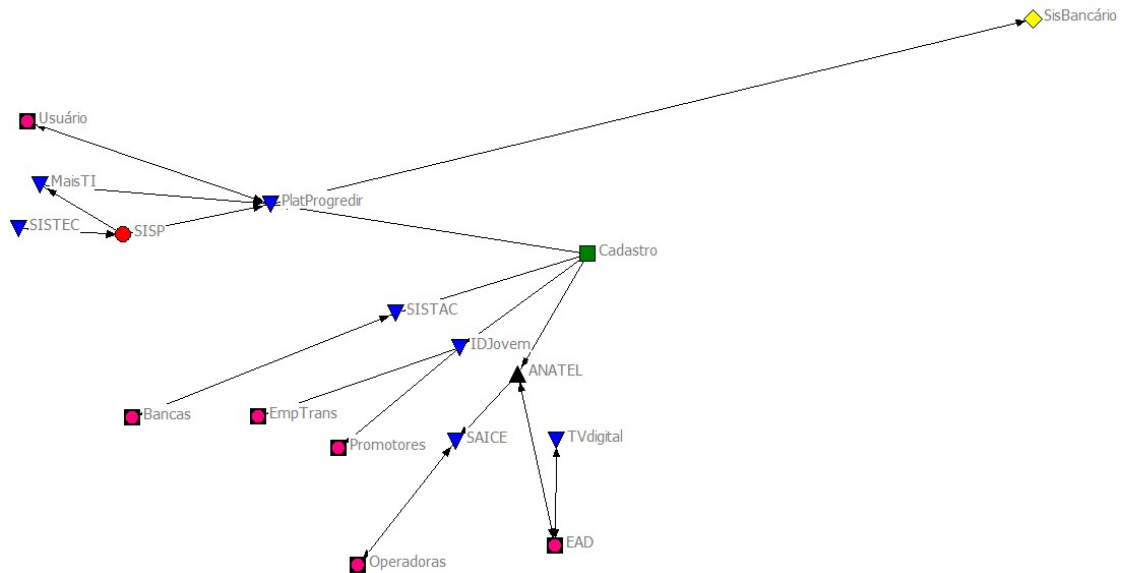 SisBancário
Usuário
MaisTI
PlatProgredir
SISTEC
SISP
Cadastro
SISTAC
IDJovem
ANATEL
Bancas
EmpTrans
Promotores
SAICE
TVdigital
EAD
Operadoras